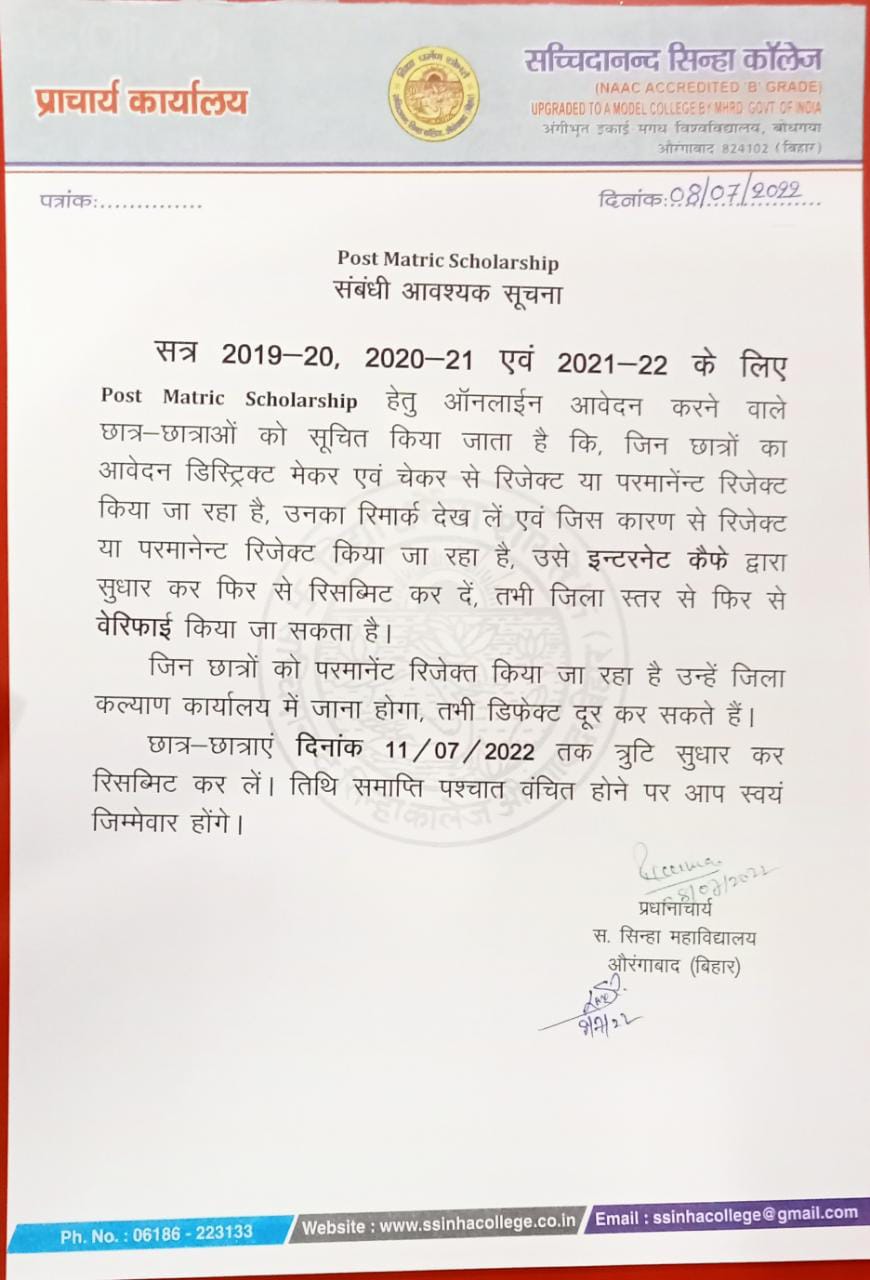 प्राचार्य कार्यालय
सच्चिदानन्द सिन्हा कॉलेज
(NAAC ACCREDITED 'B' GRADE)
UPGRADED TO A MODEL COLLEGE BY MHRD GOVT OF INDIA
अंगीभूत इकाई मगध विश्वविद्यालय, बोधगया
औरंगाबाद 824102 (बिहार)
पत्रांक:..............
दिनांक:08/07/2022
Post Matric Scholarship
संबंधी आवश्यक सूचना
सत्र 2019–20, 2020–21 एवं 2021–22 के लिए
Post Matric Scholarship हेतु ऑनलाईन आवेदन करने वाले
छात्र–छात्राओं को सूचित किया जाता है कि, जिन छात्रों का
आवेदन डिस्ट्रिक्ट मेकर एवं चेकर से रिजेक्ट या परमानेंन्ट रिजेक्ट
किया जा रहा है, उनका रिमार्क देख लें एवं जिस कारण से रिजेक्ट
या परमानेन्ट रिजेक्ट किया जा रहा है, उसे इन्टरनेट कैफे द्वारा
सुधार कर फिर से रिसब्मिट कर दें, तभी जिला स्तर से फिर से
वेरिफाई किया जा सकता है।
जिन छात्रों को परमानेंट रिजेक्त किया जा रहा है उन्हें जिला
कल्याण कार्यालय में जाना होगा, तभी डिफेक्ट दूर कर सकते हैं।
छात्र–छात्राएं दिनांक 11/07/2022 तक त्रुटि सुधार कर
रिसब्मिट कर लें। तिथि समाप्ति पश्चात वंचित होने पर आप स्वयं
जिम्मेवार होंगे।
8/07/2022
प्रधानाचार्य
स. सिन्हा महाविद्यालय
औरंगाबाद (बिहार)
8/7/22
Ph. No. : 06186 - 223133
Website : www.ssinhacollege.co.in
Email : ssinhacollege@gmail.com